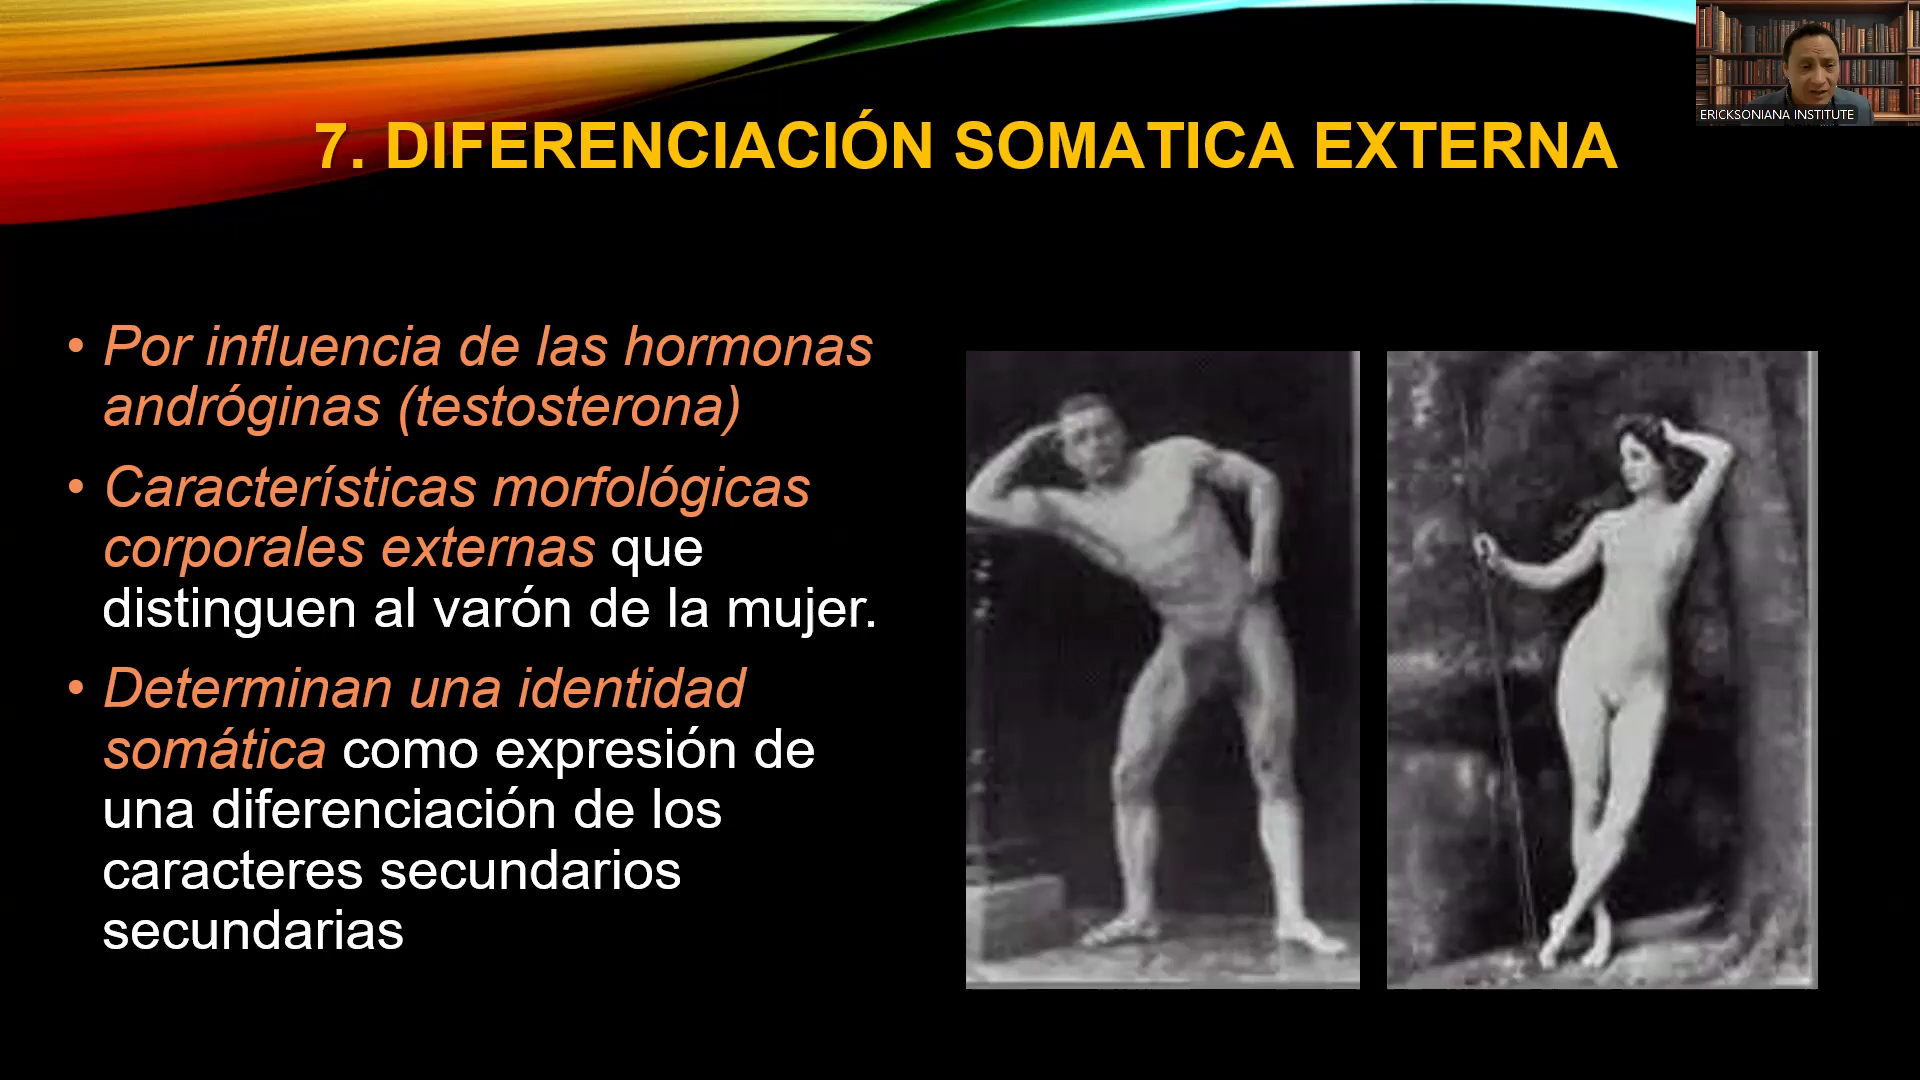 ERICKSONIANA INSTITUTE
7. DIFERENCIACIÓN SOMATICA EXTERNA
• Por influencia de las hormonas
andróginas (testosterona)
• Características morfológicas
corporales externas que
distinguen al varón de la mujer.
• Determinan una identidad
somática como expresión de
una diferenciación de los
caracteres secundarios
secundarias